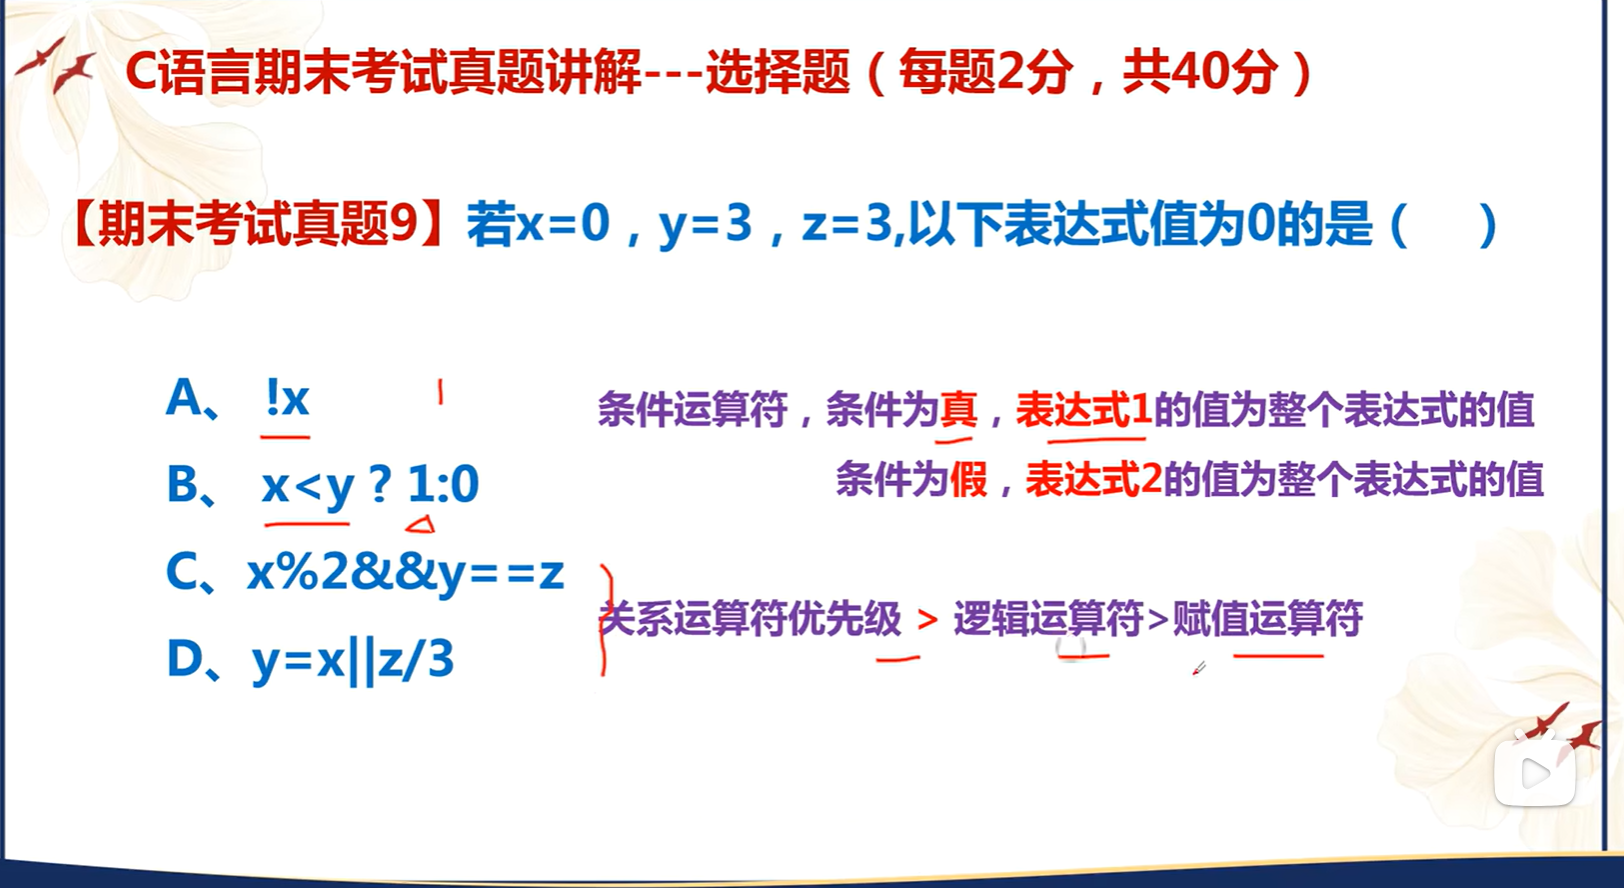 C语言期末考试真题讲解---选择题（每题2分，共40分）
【期末考试真题9】若x=0，y=3，z=3,以下表达式值为0的是（    ）
A、 !x
条件运算符，条件为真，表达式1的值为整个表达式的值
B、 x<y？1:0
条件为假，表达式2的值为整个表达式的值
C、x%2&&y==z
关系运算符优先级 > 逻辑运算符>赋值运算符
D、y=x||z/3